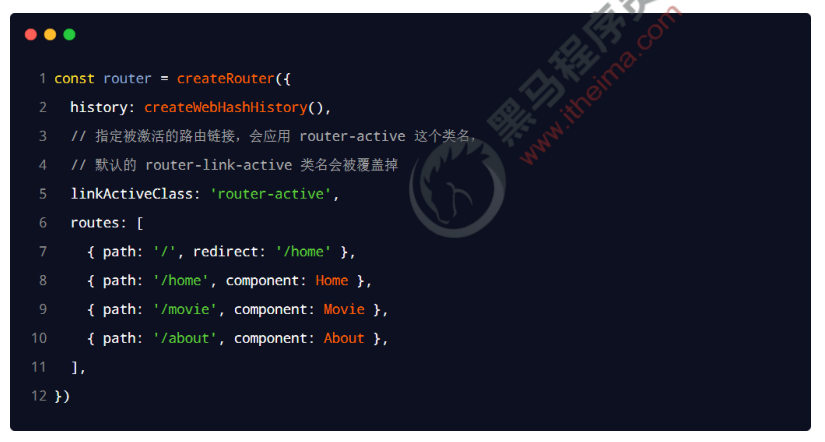 1 const router = createRouter({
2 history: createWebHashHistory(),
3 // 指定被激活的路由链接，会应用 router-active 这个类名，
4 // 默认的 router-link-active 类名会被覆盖掉
5 linkActiveClass: 'router-active',
6 routes: [
7 { path: '/', redirect: '/home' },
8 { path: '/home', component: Home },
9 { path: '/movie', component: Movie },
10 { path: '/about', component: About },
11 ],
12 })
黑马程序员
www.itheima.com